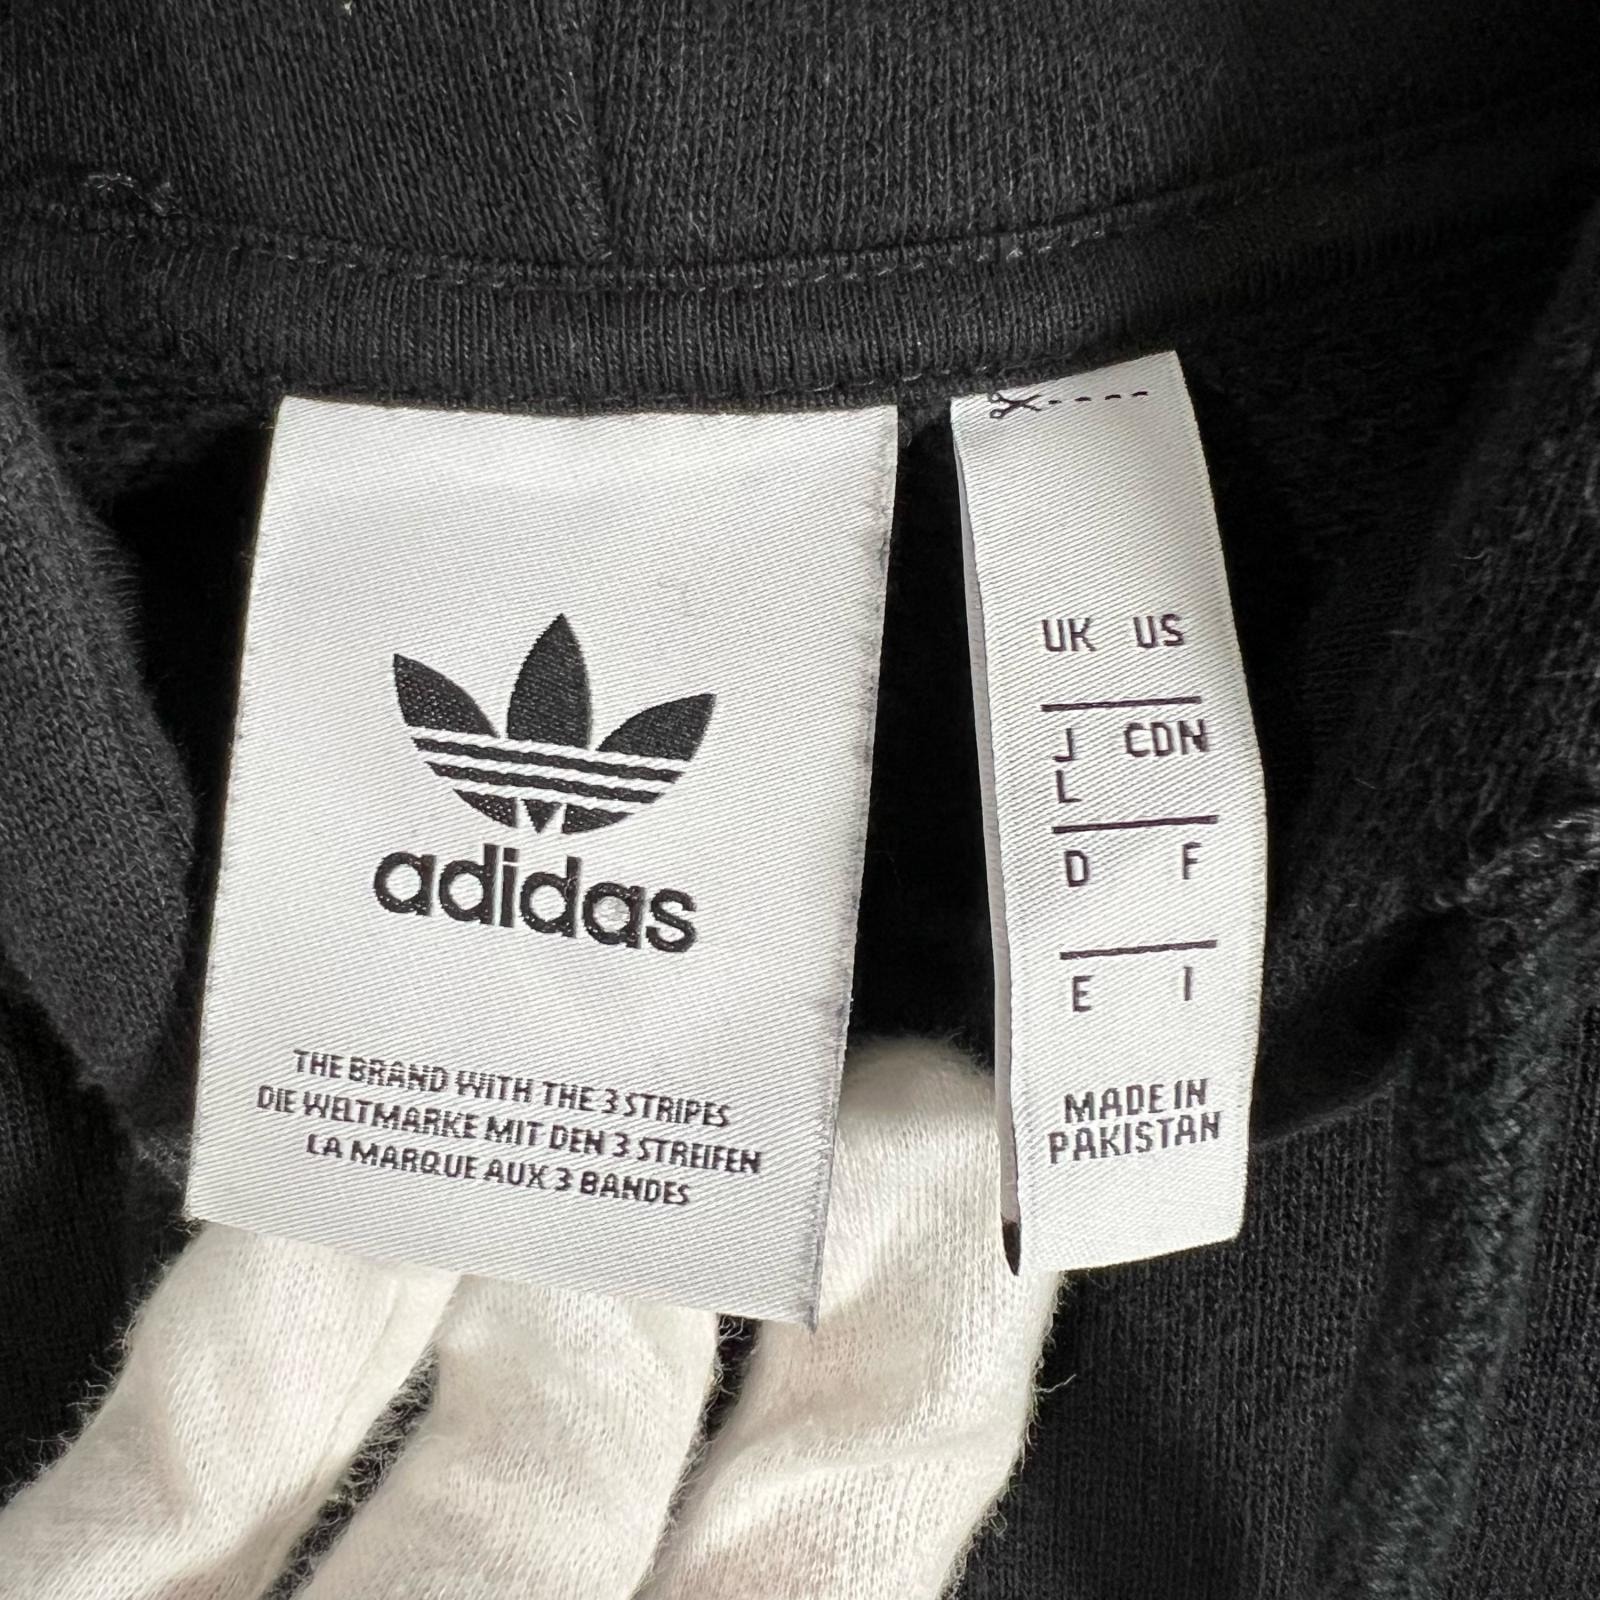 adidas
THE BRAND WITH THE 3 STRIPES
DIE WELTMARKE MIT DEN 3 STREIFEN
LA MARQUE AUX 3 BANDES
UK US
J CDN
L
D F
E I
MADE IN
PAKISTAN